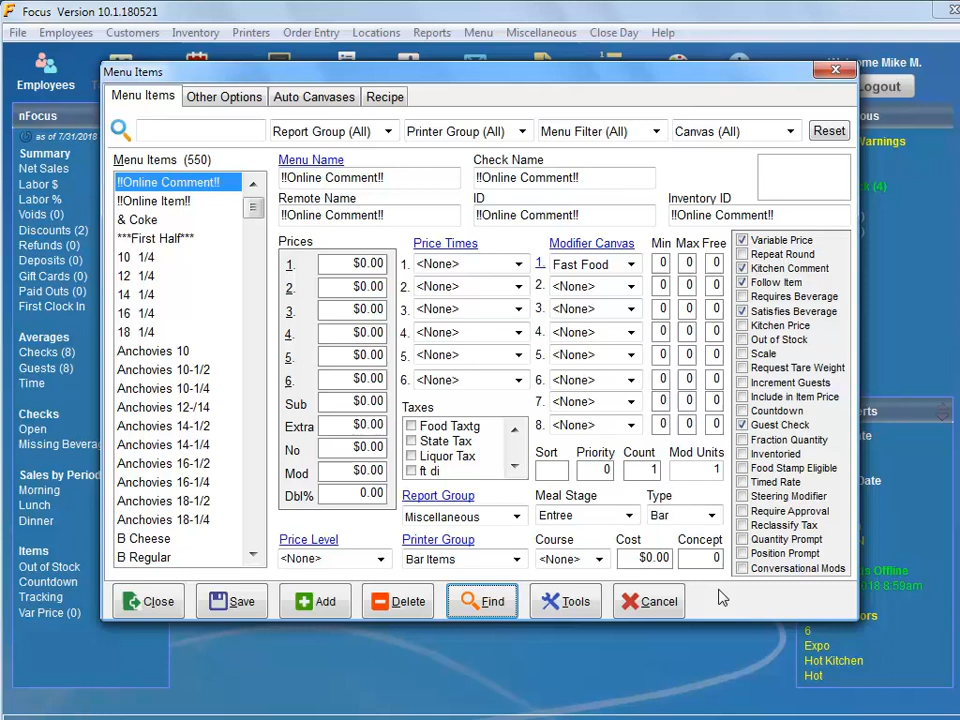 Focus Version 10.1.180521
File Employees Customers Inventory Printers Order Entry Locations Reports Menu Miscellaneous Close Day Help
Welcome Mike M.
Employees
Logout
nFocus
as of 7/31/2018
Summary
Net Sales
Labor $
Labor %
Voids (0)
Discounts (2)
Refunds (0)
Deposits (0)
Gift Cards (0)
Paid Outs (0)
First Clock In
Averages
Checks (8)
Guests (8)
Time
Checks
Open
Missing Beverag
Sales by Period
Morning
Lunch
Dinner
Items
Out of Stock
Countdown
Tracking
Var Price (0)
Menu Items
Menu Items Other Options Auto Canvases Recipe
Report Group (All) Printer Group (All) Menu Filter (All) Canvas (All) Reset
Menu Items (550)
!!Online Comment!!
!!Online Item!!
& Coke
***First Half***
10 1/4
12 1/4
14 1/4
16 1/4
18 1/4
Anchovies 10
Anchovies 10-1/2
Anchovies 10-1/4
Anchovies 12-/14
Anchovies 14-1/2
Anchovies 14-1/4
Anchovies 16-1/2
Anchovies 16-1/4
Anchovies 18-1/2
Anchovies 18-1/4
B Cheese
B Regular
Menu Name Check Name
!!Online Comment!! !!Online Comment!!
Remote Name ID Inventory ID
!!Online Comment!! !!Online Comment!! !!Online Comment!!
Prices
1. $0.00
2. $0.00
3. $0.00
4. $0.00
5. $0.00
6. $0.00
Sub $0.00
Extra $0.00
No $0.00
Mod $0.00
Dbl% 0.00
Price Level
<None>
Price Times
1. <None>
2. <None>
3. <None>
4. <None>
5. <None>
6. <None>
Taxes
Food Taxtg
State Tax
Liquor Tax
ft di
Report Group
Miscellaneous
Printer Group
Bar Items
Modifier Canvas Min Max Free
1. Fast Food 0 0 0
2. <None> 0 0 0
3. <None> 0 0 0
4. <None> 0 0 0
5. <None> 0 0 0
6. <None> 0 0 0
7. <None> 0 0 0
8. <None> 0 0 0
Sort Priority Count Mod Units
0 1 1
Meal Stage Type
Entree Bar
Course Cost Concept
<None> $0.00 0
Variable Price
Repeat Round
Kitchen Comment
Follow Item
Requires Beverage
Satisfies Beverage
Kitchen Price
Out of Stock
Scale
Request Tare Weight
Increment Guests
Include in Item Price
Countdown
Guest Check
Fraction Quantity
Inventoried
Food Stamp Eligible
Timed Rate
Steering Modifier
Require Approval
Reclassify Tax
Quantity Prompt
Position Prompt
Conversational Mods
Close Save Add Delete Find Tools Cancel
ous
Warnings
(4)
erts
ate
Date
s Offline
018 8:59am
ors
6
Expo
Hot Kitchen
Hot